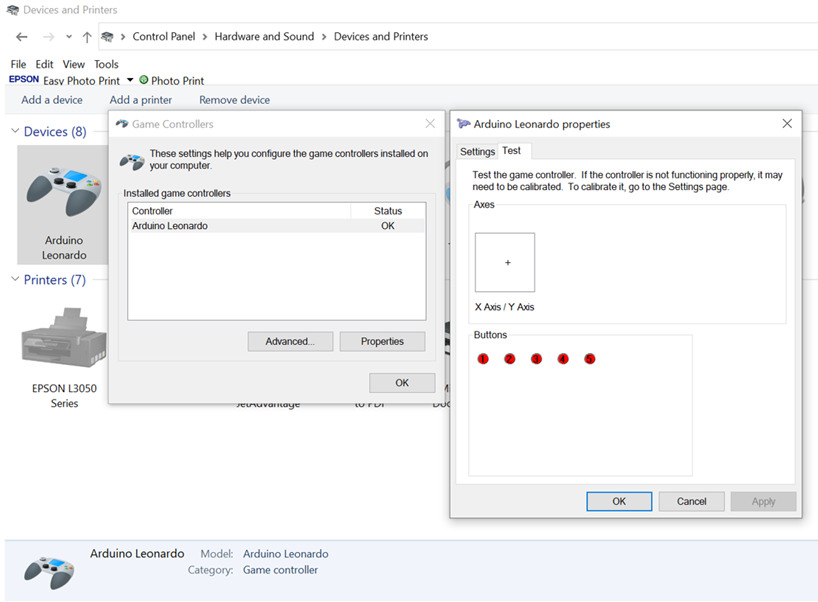 Devices and Printers
Control Panel > Hardware and Sound > Devices and Printers
File Edit View Tools
EPSON Easy Photo Print Photo Print
Add a device Add a printer Remove device
Devices (8)
Arduino
Leonardo
Printers (7)
EPSON L3050
Series
Game Controllers
These settings help you configure the game controllers installed on
your computer.
Installed game controllers
Controller Status
Arduino Leonardo OK
Advanced... Properties
OK
to PDF
Arduino Leonardo properties
Settings Test
Test the game controller. If the controller is not functioning properly, it may
need to be calibrated. To calibrate it, go to the Settings page.
Axes
X Axis / Y Axis
Buttons
1 2 3 4 5
OK Cancel Apply
Arduino Leonardo Model: Arduino Leonardo
Category: Game controller